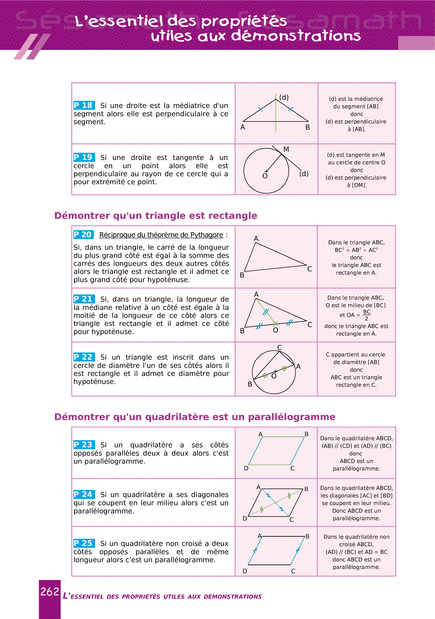 Sésamath Sésamath
L'essentiel des propriétés
utiles aux démonstrations
P 18 Si une droite est la médiatrice d'un
segment alors elle est perpendiculaire à ce
segment.
(d)
A B
(d) est la médiatrice
du segment [AB]
donc
(d) est perpendiculaire
à [AB].
P 19 Si une droite est tangente à un
cercle en un point alors elle est
perpendiculaire au rayon de ce cercle qui a
pour extrémité ce point.
M
O
(d)
(d) est tangente en M
au cercle de centre O
donc
(d) est perpendiculaire
à [OM].
Démontrer qu'un triangle est rectangle
P 20 Réciproque du théorème de Pythagore :
Si, dans un triangle, le carré de la longueur
du plus grand côté est égal à la somme des
carrés des longueurs des deux autres côtés
alors le triangle est rectangle et il admet ce
plus grand côté pour hypoténuse.
A
B
C
Dans le triangle ABC,
BC² = AB² + AC²
donc
le triangle ABC est
rectangle en A.
P 21 Si, dans un triangle, la longueur de
la médiane relative à un côté est égale à la
moitié de la longueur de ce côté alors ce
triangle est rectangle et il admet ce côté
pour hypoténuse.
A
B
O
C
Dans le triangle ABC,
O est le milieu de [BC]
et OA = BC/2
donc le triangle ABC est
rectangle en A.
P 22 Si un triangle est inscrit dans un
cercle de diamètre l'un de ses côtés alors il
est rectangle et il admet ce diamètre pour
hypoténuse.
C
A
O
B
C appartient au cercle
de diamètre [AB]
donc
ABC est un triangle
rectangle en C.
Démontrer qu'un quadrilatère est un parallélogramme
P 23 Si un quadrilatère a ses côtés
opposés parallèles deux à deux alors c'est
un parallélogramme.
A B
D C
Dans le quadrilatère ABCD,
(AB) // (CD) et (AD) // (BC)
donc
ABCD est un
parallélogramme.
P 24 Si un quadrilatère a ses diagonales
qui se coupent en leur milieu alors c'est un
parallélogramme.
A B
D C
Dans le quadrilatère ABCD,
les diagonales [AC] et [BD]
se coupent en leur milieu.
Donc ABCD est un
parallélogramme.
P 25 Si un quadrilatère non croisé a deux
côtés opposés parallèles et de même
longueur alors c'est un parallélogramme.
A B
D C
Dans le quadrilatère non
croisé ABCD,
(AD) // (BC) et AD = BC
donc ABCD est un
parallélogramme.
262 L'ESSENTIEL DES PROPRIÉTÉS UTILES AUX DÉMONSTRATIONS